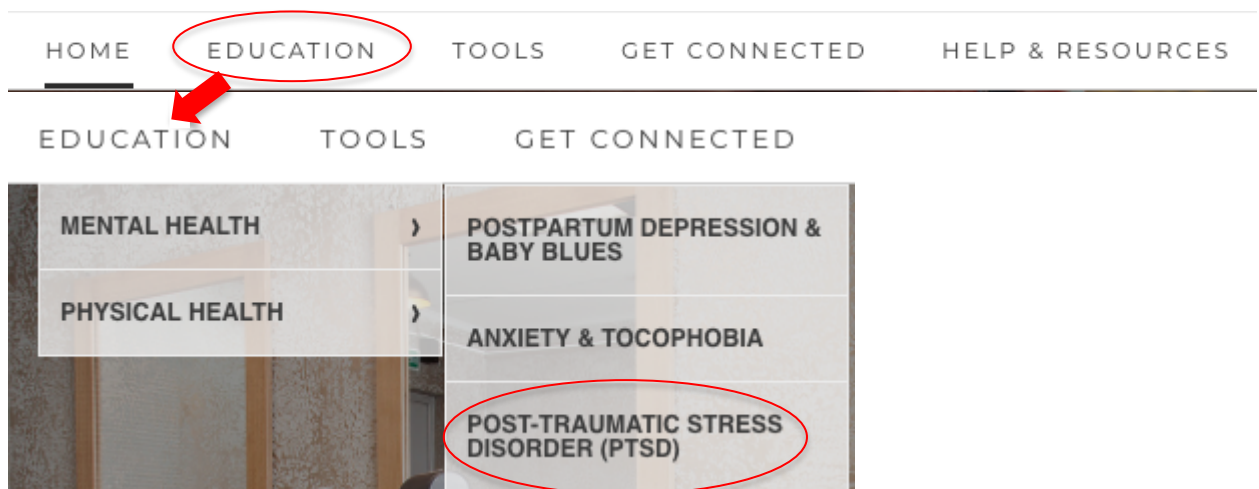 HOME EDUCATION TOOLS GET CONNECTED HELP & RESOURCES
EDUCATION TOOLS GET CONNECTED
MENTAL HEALTH ›
PHYSICAL HEALTH ›
POSTPARTUM DEPRESSION &
BABY BLUES
ANXIETY & TOCOPHOBIA
POST-TRAUMATIC STRESS
DISORDER (PTSD)